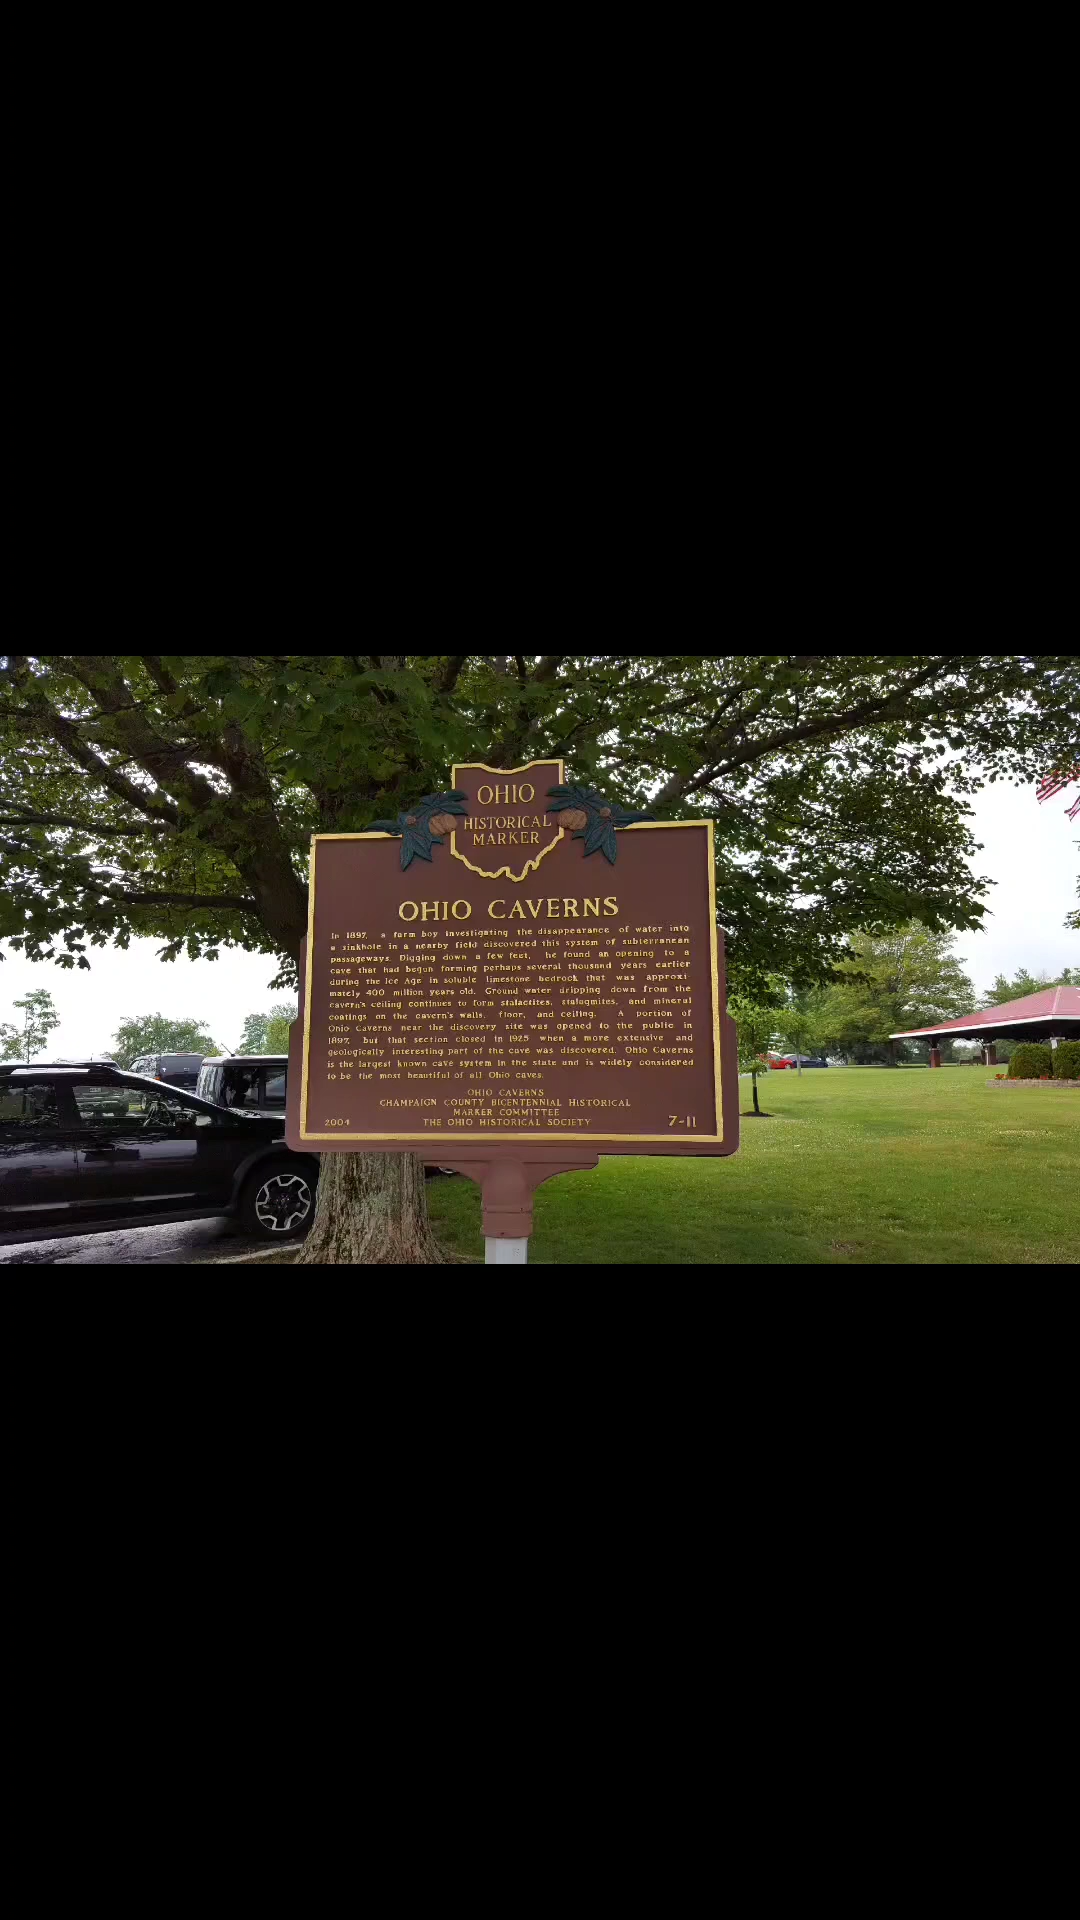 OHIO
HISTORICAL
MARKER
OHIO CAVERNS
In 1897, a farm boy investigating the disappearance of water into
a sinkhole in a nearby field discovered this system of subterranean
passageways. Digging down a few feet, he found an opening to a
cave that had begun forming perhaps several thousand years earlier
during the Ice Age in soluble limestone bedrock that was approxi-
mately 400 million years old. Ground water dripping down from the
cavern's ceiling continues to form stalactites, stalagmites, and mineral
coatings on the cavern's walls, floor, and ceiling. A portion of
Ohio Caverns near the discovery site was opened to the public in
1897, but that section closed in 1925 when a more extensive and
geologically interesting part of the cave was discovered. Ohio Caverns
is the largest known cave system in the state and is widely considered
to be the most beautiful of all Ohio caves.
OHIO CAVERNS
CHAMPAIGN COUNTY BICENTENNIAL HISTORICAL
MARKER COMMITTEE
2004 THE OHIO HISTORICAL SOCIETY 7-11